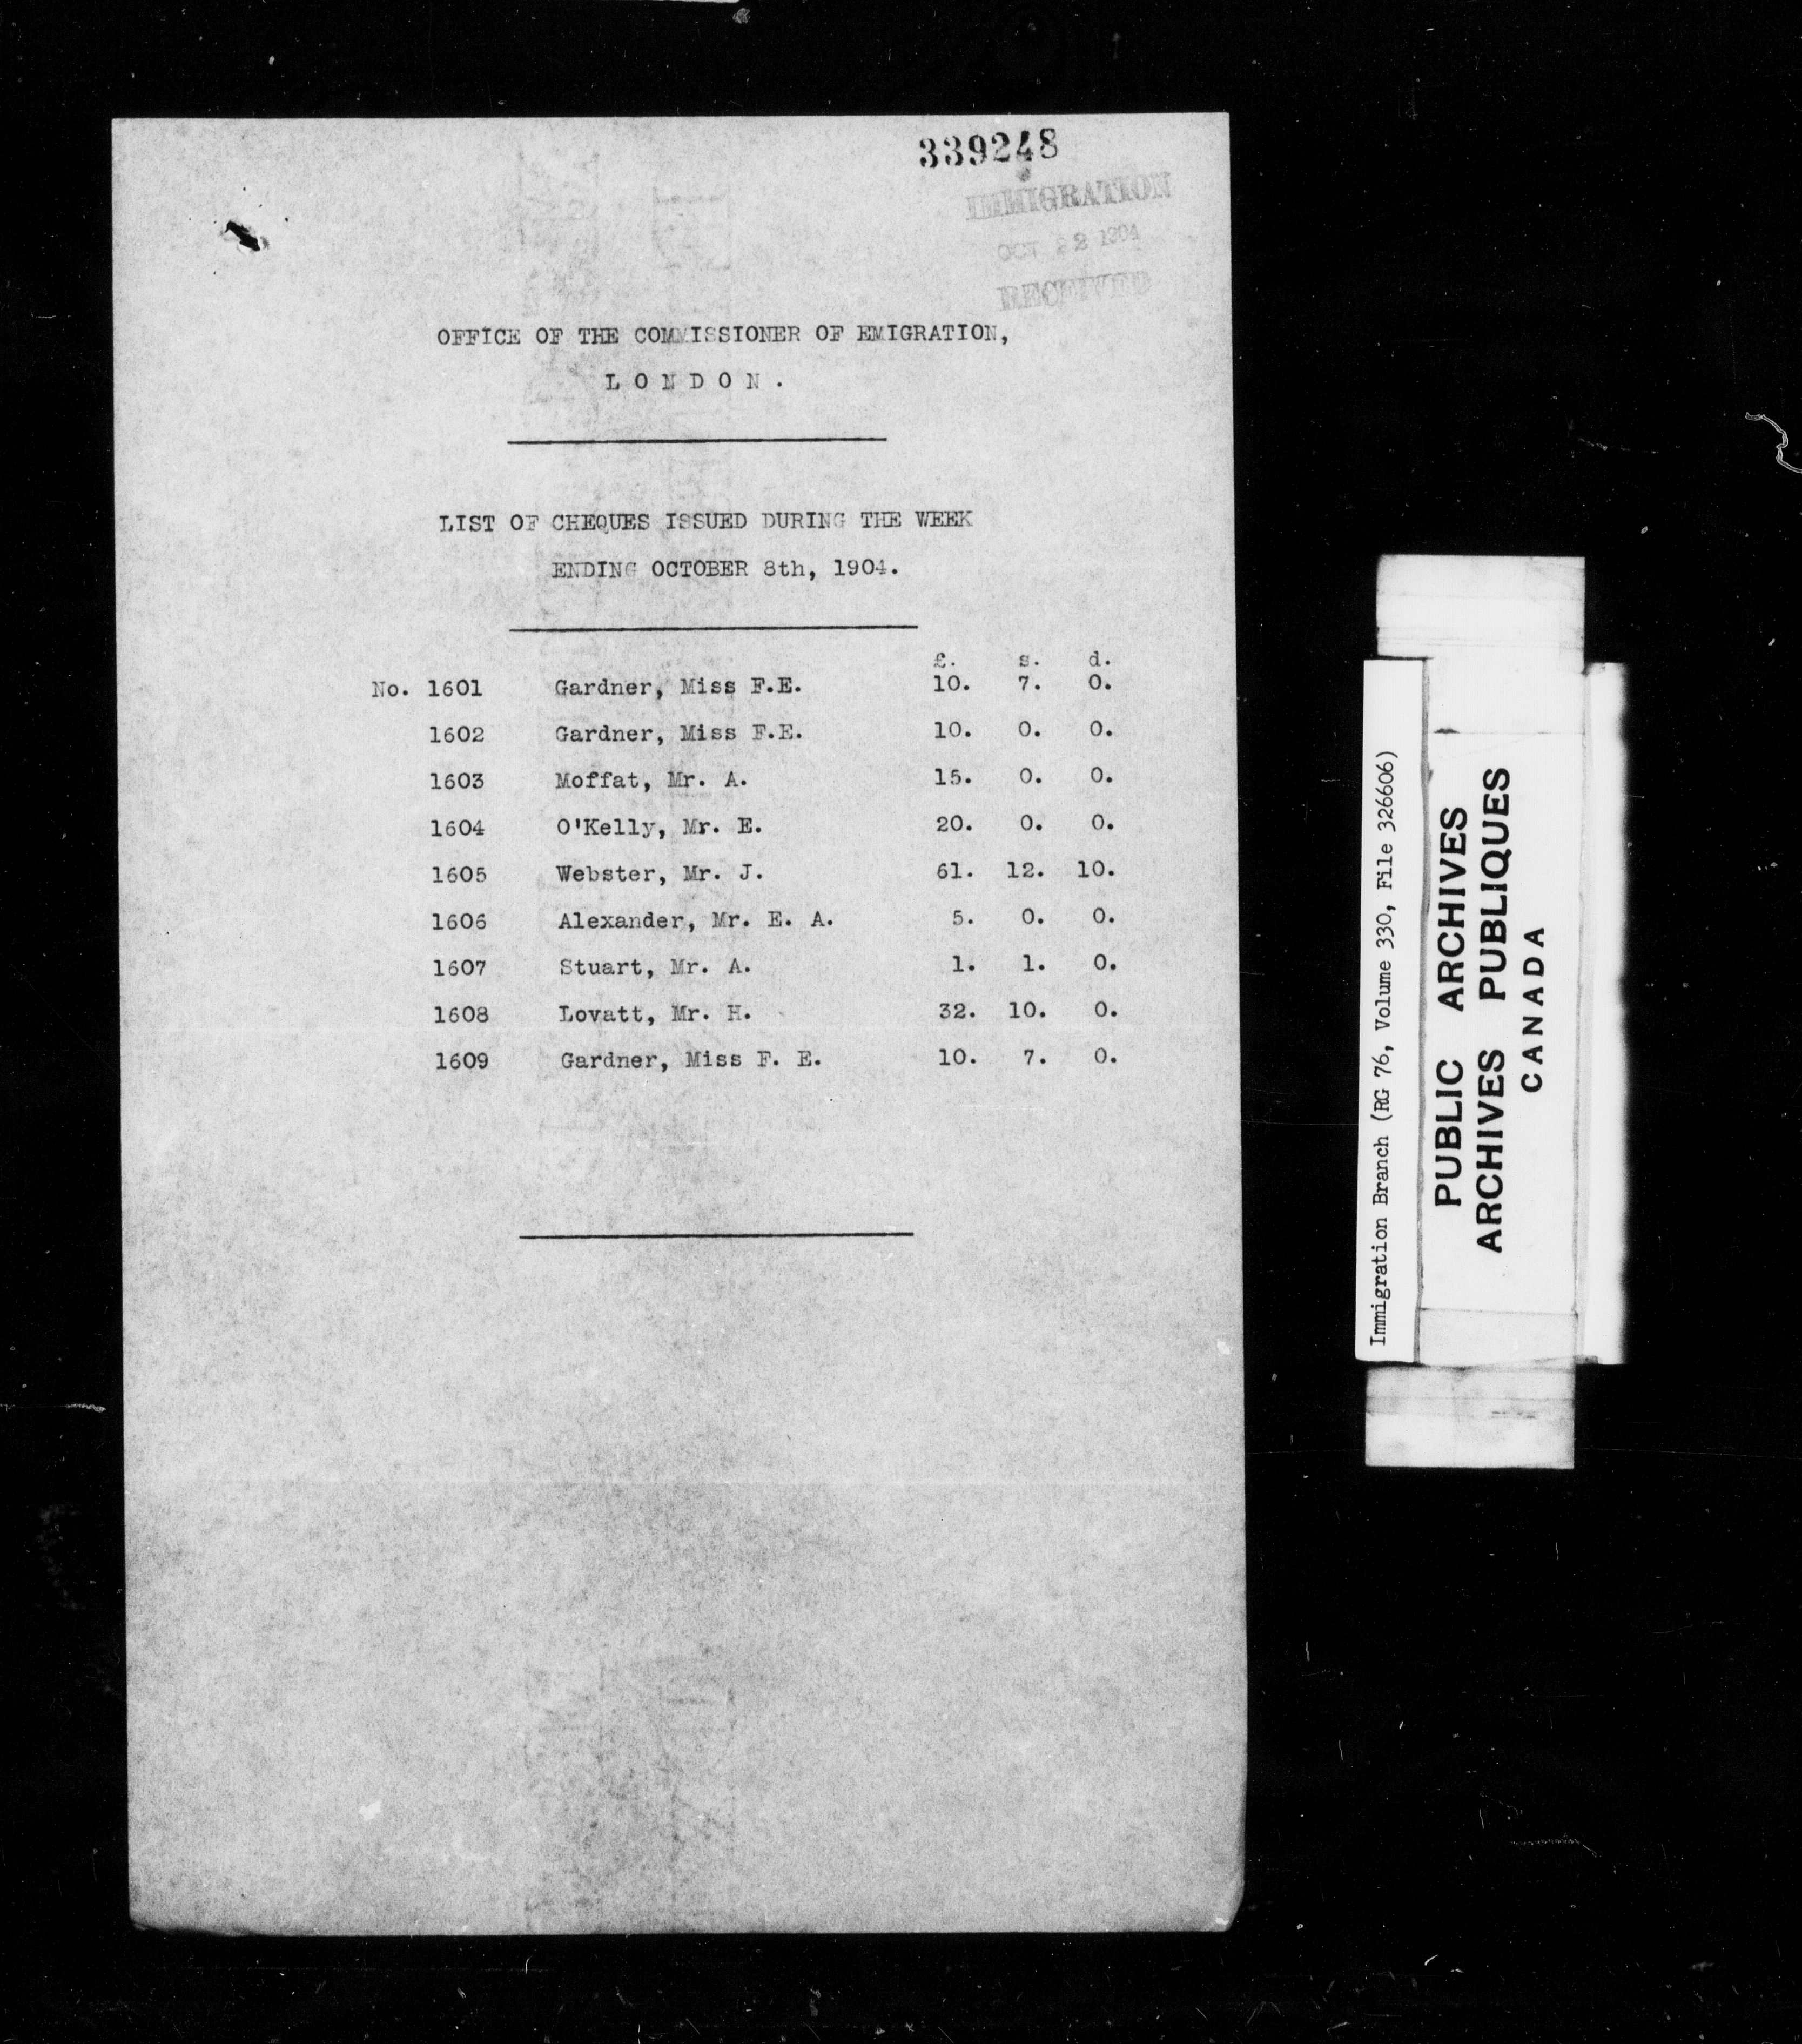 339248
IMMIGRATION
OCT 22 1904
RECEIVED
OFFICE OF THE COMMISSIONER OF EMIGRATION,
LONDON.
LIST OF CHEQUES ISSUED DURING THE WEEK
ENDING OCTOBER 8th, 1904.
£. s. d.
No. 1601 Gardner, Miss F.E. 10. 7. 0.
1602 Gardner, Miss F.E. 10. 0. 0.
1603 Moffat, Mr. A. 15. 0. 0.
1604 O'Kelly, Mr. E. 20. 0. 0.
1605 Webster, Mr. J. 61. 12. 10.
1606 Alexander, Mr. E. A. 5. 0. 0.
1607 Stuart, Mr. A. 1. 1. 0.
1608 Lovatt, Mr. H. 32. 10. 0.
1609 Gardner, Miss F. E. 10. 7. 0.
Immigration Branch (RG 76, Volume 330, File 326606)
PUBLIC ARCHIVES
ARCHIVES PUBLIQUES
CANADA